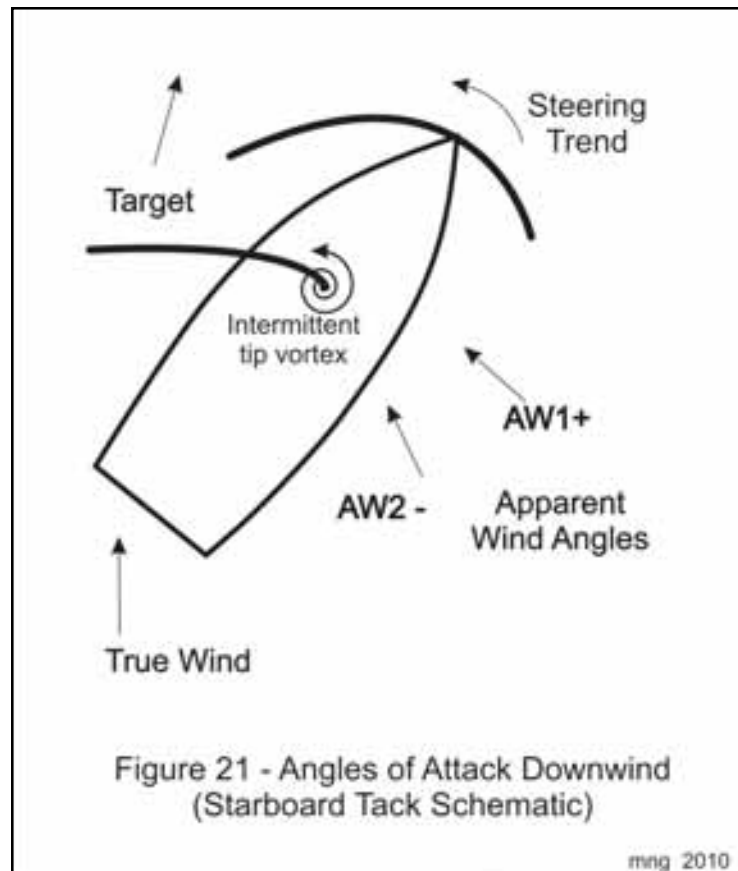 Steering
Trend
Target
Intermittent
tip vortex
AW1+
AW2 -
Apparent
Wind Angles
True Wind
Figure 21 - Angles of Attack Downwind
(Starboard Tack Schematic)
mng 2010